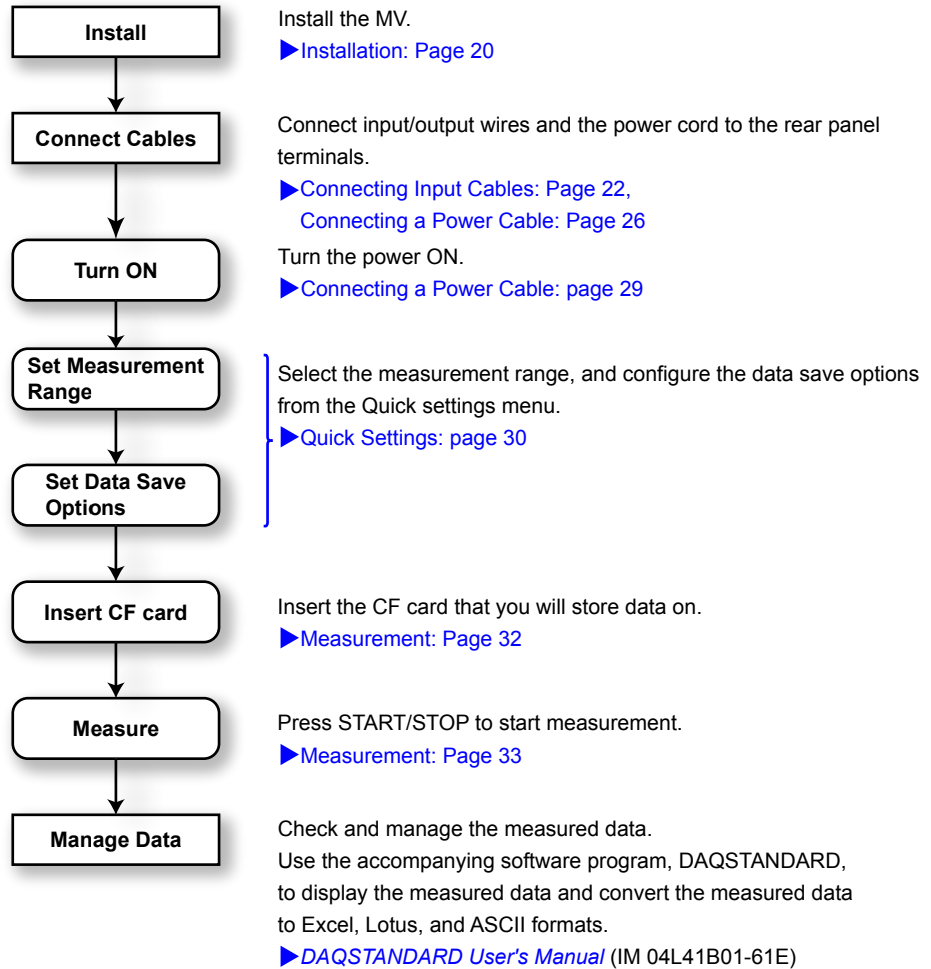 Install
Install the MV.
▶Installation: Page 20
Connect Cables
Connect input/output wires and the power cord to the rear panel
terminals.
▶Connecting Input Cables: Page 22,
Connecting a Power Cable: Page 26
Turn ON
Turn the power ON.
▶Connecting a Power Cable: page 29
Set Measurement
Range
Select the measurement range, and configure the data save options
from the Quick settings menu.
▶Quick Settings: page 30
Set Data Save
Options
Insert CF card
Insert the CF card that you will store data on.
▶Measurement: Page 32
Measure
Press START/STOP to start measurement.
▶Measurement: Page 33
Manage Data
Check and manage the measured data.
Use the accompanying software program, DAQSTANDARD,
to display the measured data and convert the measured data
to Excel, Lotus, and ASCII formats.
▶DAQSTANDARD User's Manual (IM 04L41B01-61E)